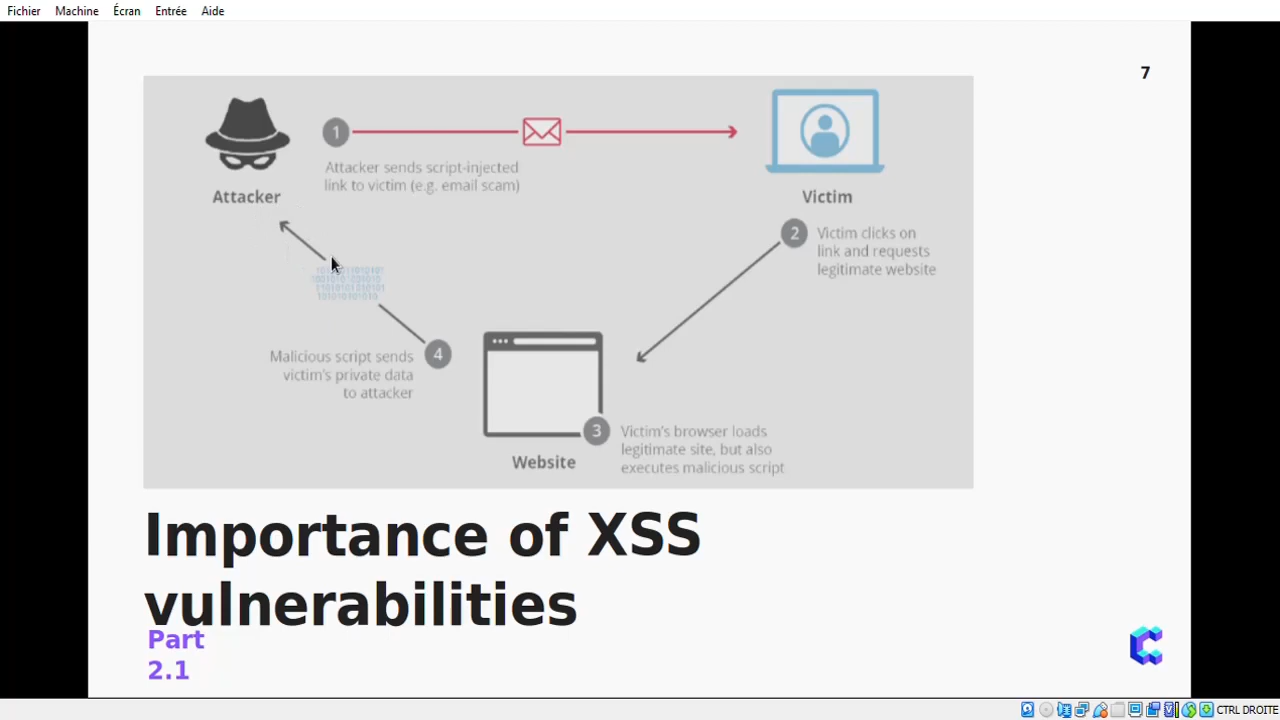 Fichier Machine Écran Entrée Aide
7
1
Attacker sends script-injected
link to victim (e.g. email scam)
Attacker
Victim
2
Victim clicks on
link and requests
legitimate website
4
Malicious script sends
victim's private data
to attacker
3
Victim's browser loads
legitimate site, but also
executes malicious script
Website
Importance of XSS
vulnerabilities
Part
2.1
CTRL DROITE